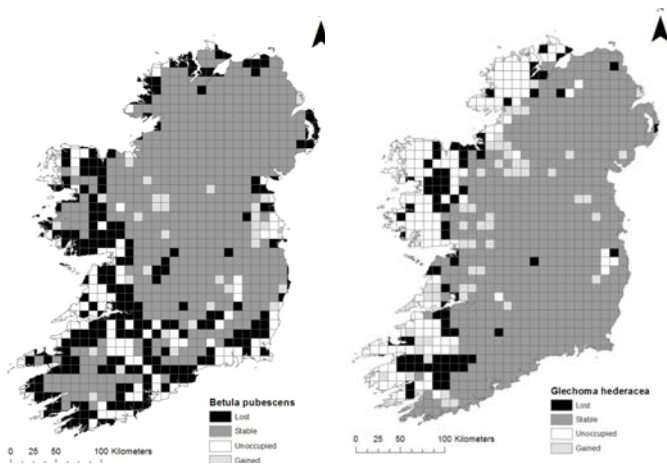 Betula pubescens
Lost
Stable
Unoccupied
Gained
0 25 50 100 Kilometers
Glechoma hederacea
Lost
Stable
Unoccupied
Gained
0 25 50 100 Kilometers